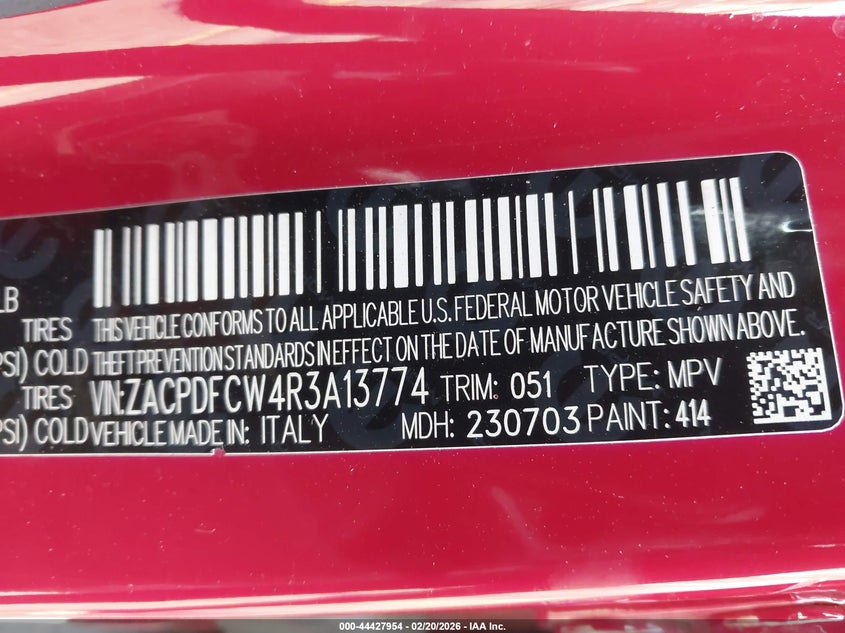 LB
TIRES THIS VEHICLE CONFORMS TO ALL APPLICABLE U.S. FEDERAL MOTOR VEHICLE SAFETY AND
PSI) COLD THEFT PREVENTION STANDARDS IN EFFECT ON THE DATE OF MANUFACTURE SHOWN ABOVE.
TIRES VIN:ZACPDFCW4R3A13774 TRIM: 051 TYPE: MPV
PSI) COLD VEHICLE MADE IN: ITALY MDH: 230703 PAINT: 414
000-44427954 - 02/20/2026 - IAA Inc.